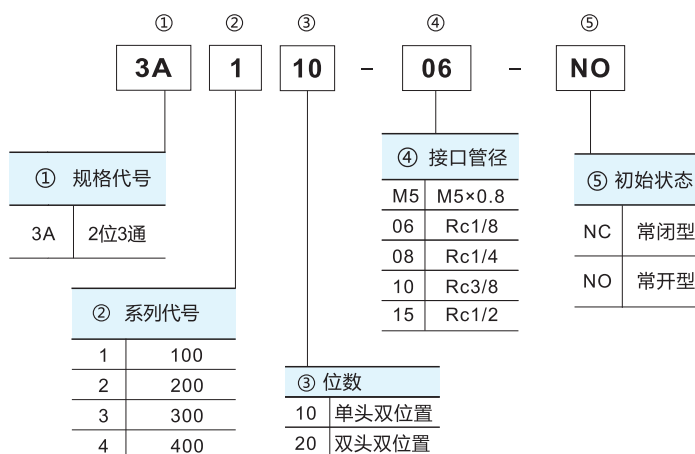 ① ② ③ ④ ⑤
3A 1 10 - 06 - NO
① 规格代号
3A 2位3通
② 系列代号
1 100
2 200
3 300
4 400
③ 位数
10 单头双位置
20 双头双位置
④ 接口管径
M5 M5×0.8
06 Rc1/8
08 Rc1/4
10 Rc3/8
15 Rc1/2
⑤ 初始状态
NC 常闭型
NO 常开型